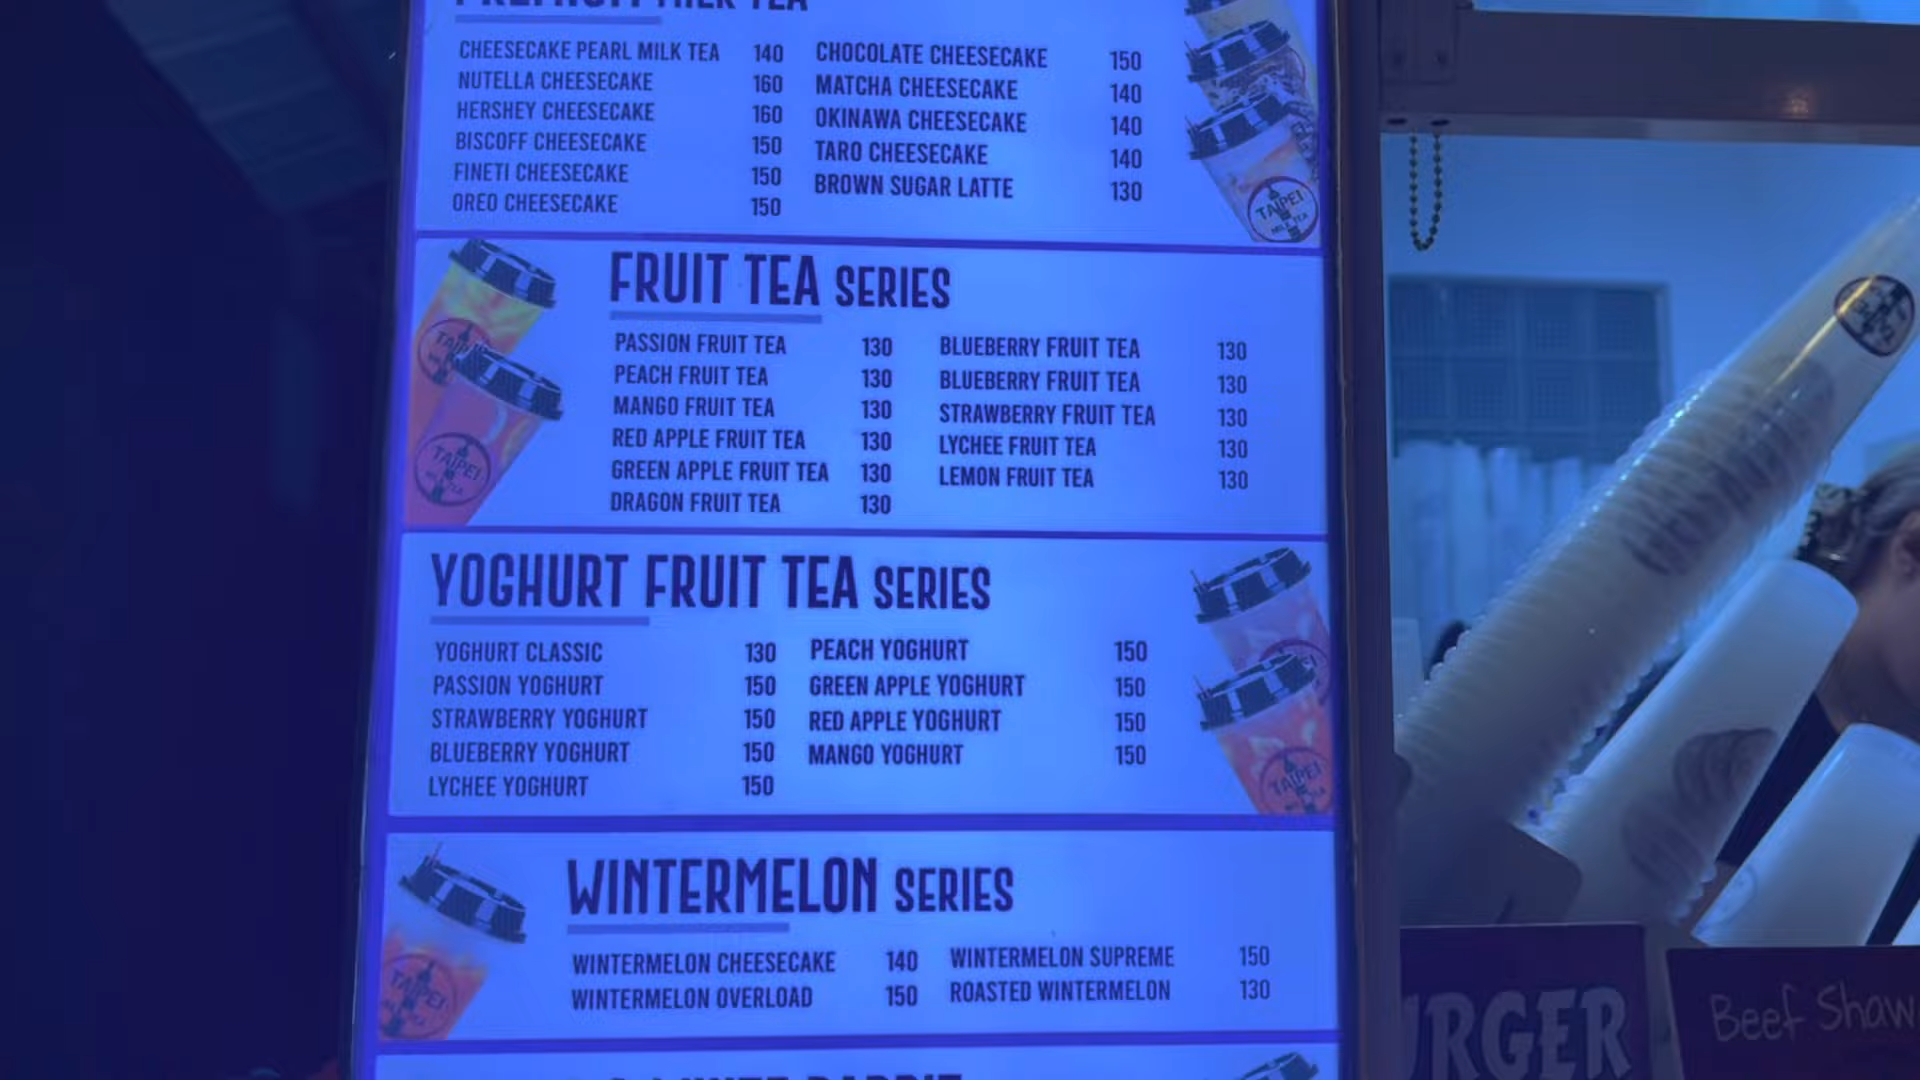 MILK TEA
CHEESECAKE PEARL MILK TEA 140
NUTELLA CHEESECAKE 160
HERSHEY CHEESECAKE 160
BISCOFF CHEESECAKE 150
FINETI CHEESECAKE 150
OREO CHEESECAKE 150
CHOCOLATE CHEESECAKE 150
MATCHA CHEESECAKE 140
OKINAWA CHEESECAKE 140
TARO CHEESECAKE 140
BROWN SUGAR LATTE 130
TAIPEI
MILK TEA
FRUIT TEA SERIES
PASSION FRUIT TEA 130
PEACH FRUIT TEA 130
MANGO FRUIT TEA 130
RED APPLE FRUIT TEA 130
GREEN APPLE FRUIT TEA 130
DRAGON FRUIT TEA 130
BLUEBERRY FRUIT TEA 130
BLUEBERRY FRUIT TEA 130
STRAWBERRY FRUIT TEA 130
LYCHEE FRUIT TEA 130
LEMON FRUIT TEA 130
TAIPEI
YOGHURT FRUIT TEA SERIES
YOGHURT CLASSIC 130
PASSION YOGHURT 150
STRAWBERRY YOGHURT 150
BLUEBERRY YOGHURT 150
LYCHEE YOGHURT 150
PEACH YOGHURT 150
GREEN APPLE YOGHURT 150
RED APPLE YOGHURT 150
MANGO YOGHURT 150
TAIPEI
WINTERMELON SERIES
WINTERMELON CHEESECAKE 140
WINTERMELON OVERLOAD 150
WINTERMELON SUPREME 150
ROASTED WINTERMELON 130
TAIPEI
URGER
Beef Shaw